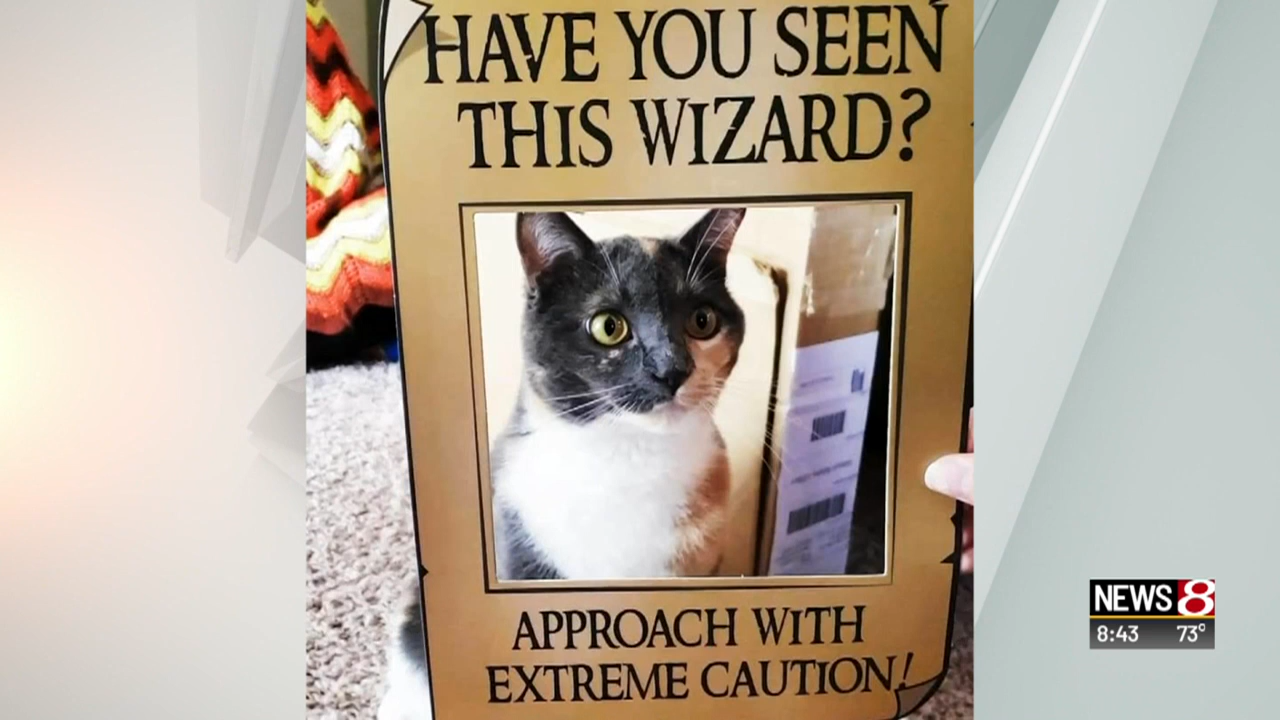 HAVE YOU SEEN
THIS WIZARD?
APPROACH WITH
EXTREME CAUTION!
NEWS 8
8:43 73°